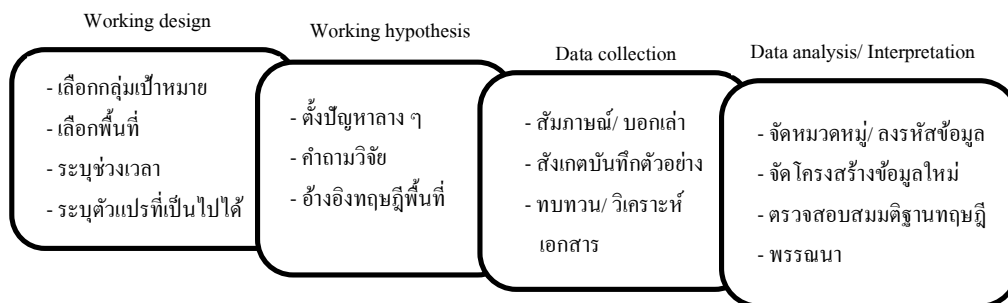 Working design
- เลือกกลุ่มเป้าหมาย
- เลือกพื้นที่
- ระบุช่วงเวลา
- ระบุตัวแปรที่เป็นไปได้
Working hypothesis
- ตั้งปัญหาลาง ๆ
- คำถามวิจัย
- อ้างอิงทฤษฎีพื้นที่
Data collection
- สัมภาษณ์/ บอกเล่า
- สังเกตบันทึกตัวอย่าง
- ทบทวน/ วิเคราะห์
เอกสาร
Data analysis/ Interpretation
- จัดหมวดหมู่/ ลงรหัสข้อมูล
- จัดโครงสร้างข้อมูลใหม่
- ตรวจสอบสมมติฐานทฤษฎี
- พรรณนา